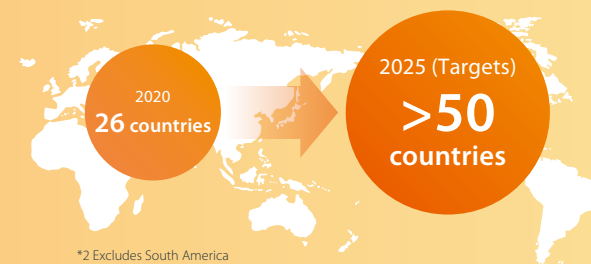 2020
26 countries
2025 (Targets)
>50
countries
*2 Excludes South America